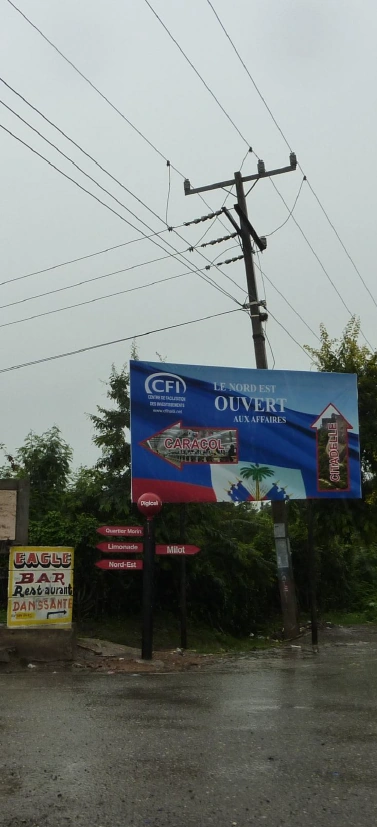 CFI
CENTRE DE FACILITATION
DES INVESTISSEMENTS
LE NORD EST
OUVERT
AUX AFFAIRES
CARACOL
CITADELLE
Digicel
Quartier Morin
Limonade
Nord-Est
Milot
EAGLE
BAR
Restaurant
DANSSANTE